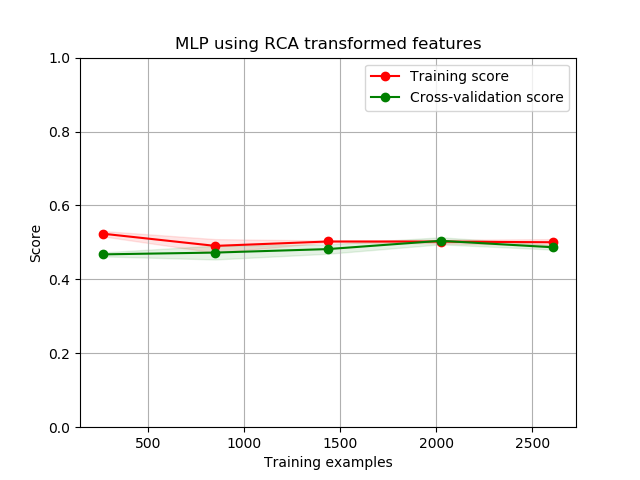 MLP using RCA transformed features
Training score
Cross-validation score
1.0
0.8
0.6
0.4
0.2
0.0
Score
500
1000
1500
2000
2500
Training examples